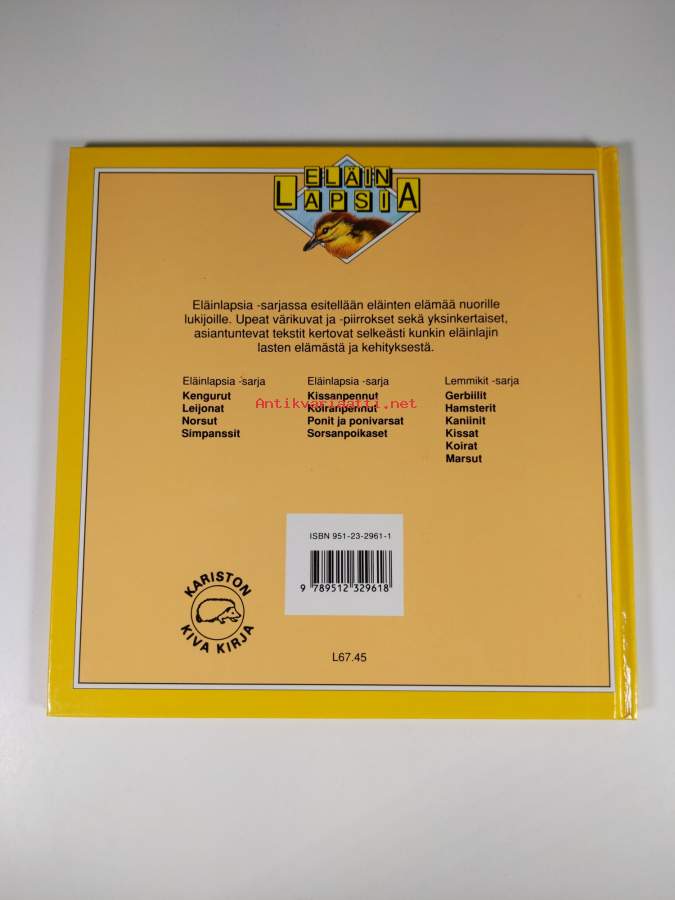 ELÄIN
LAPSIA
Eläinlapsia -sarjassa esitellään eläinten elämää nuorille
lukijoille. Upeat värikuvat ja -piirrokset sekä yksinkertaiset,
asiantuntevat tekstit kertovat selkeästi kunkin eläinlajin
lasten elämästä ja kehityksestä.
Eläinlapsia -sarja
Kengurut
Leijonat
Norsut
Simpanssit
Eläinlapsia -sarja
Kissanpennut
Koiranpennut
Ponit ja ponivarsat
Sorsanpoikaset
Lemmikit -sarja
Gerbiilit
Hamsterit
Kaniinit
Kissat
Koirat
Marsut
Antikvaridatti.net
ISBN 951-23-2961-1
9 789512 329618
KARISTON
KIVA KIRJA
L67.45